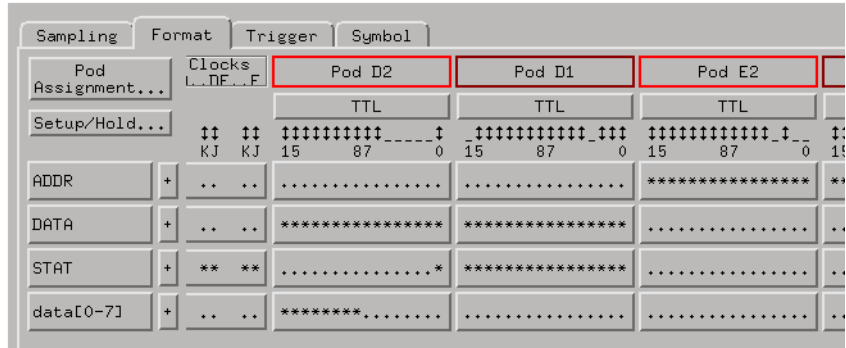 Sampling Format Trigger Symbol
Pod Assignment...
Clocks
Pod D2 Pod D1 Pod E2
TTL TTL TTL
Setup/Hold...
KJ KJ 15 87 0 15 87 0 15 87 0
ADDR + .. .. ................ ................ ****************
DATA + .. .. **************** **************** ................
STAT + ** ** ...............* **************** ................
data[0-7] + .. .. ********........ ................ ................